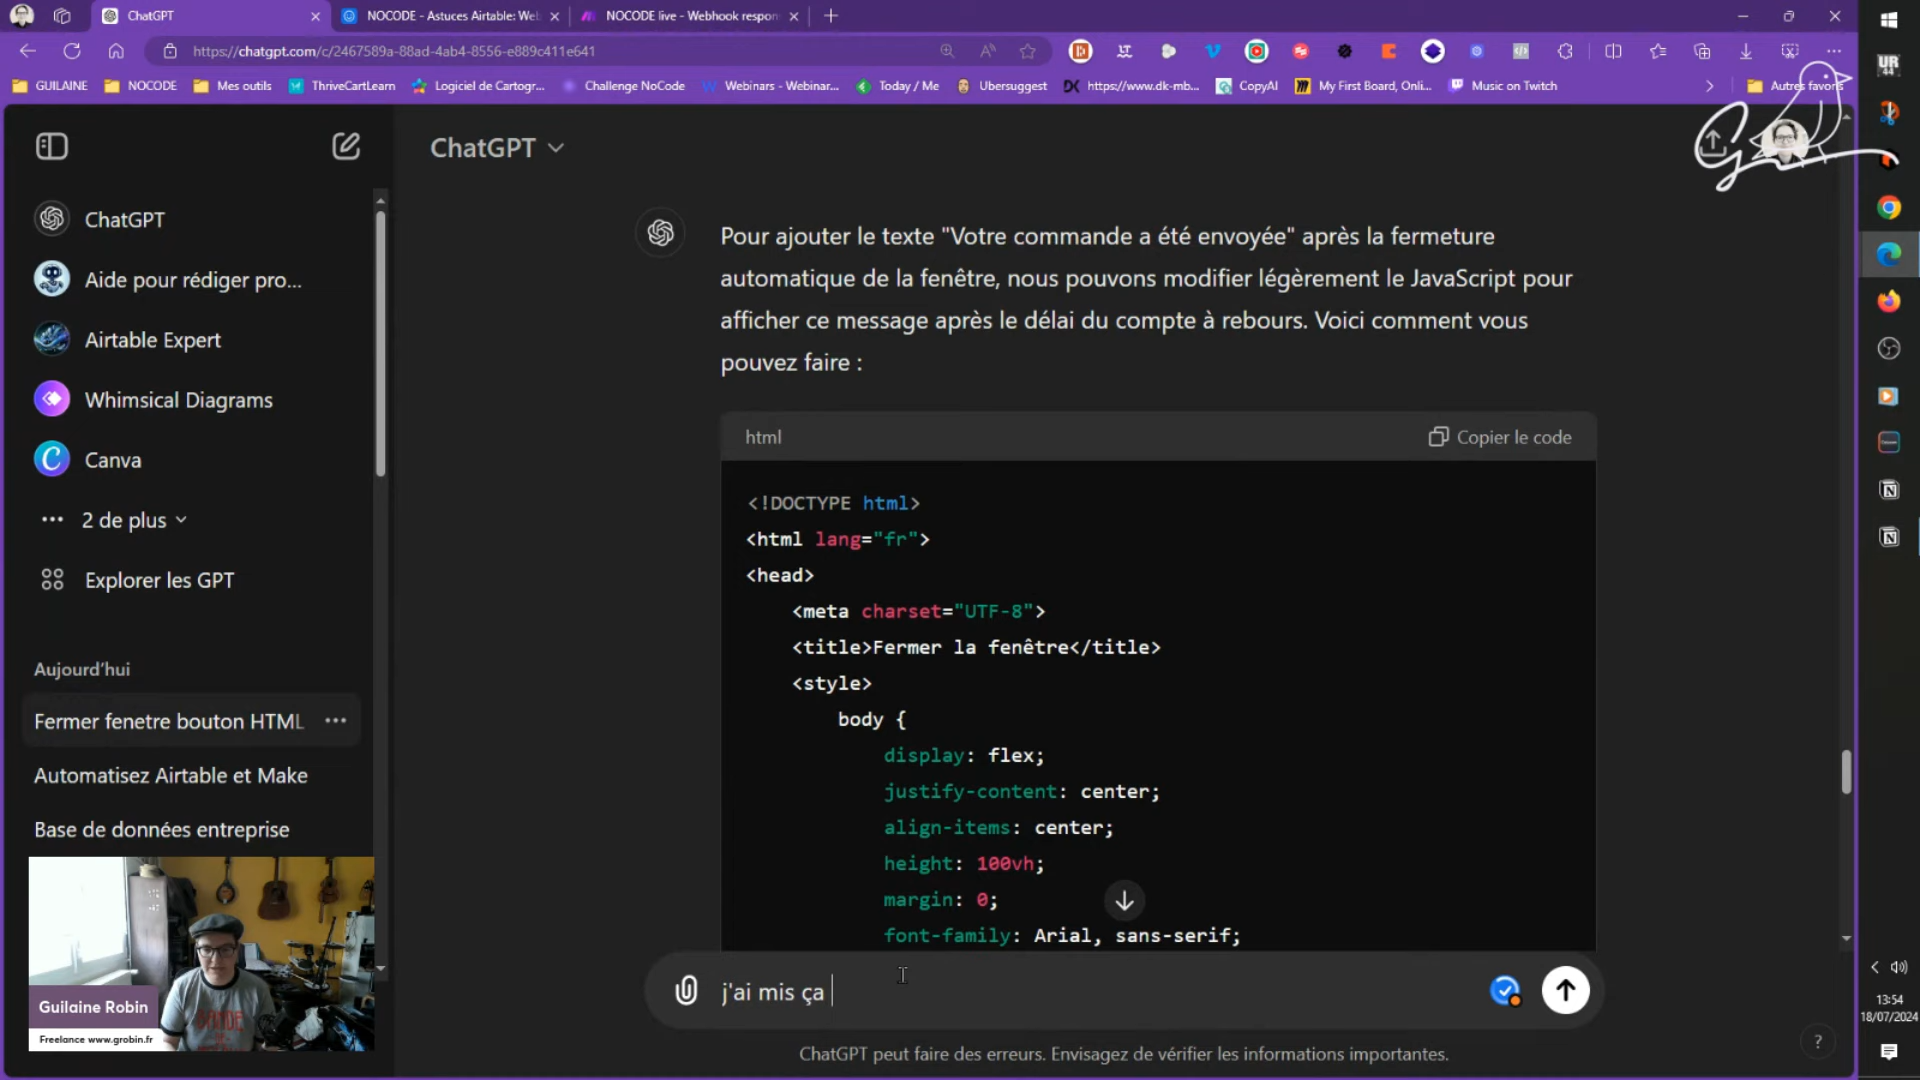 ChatGPT
NOCODE - Astuces Airtable: We
NOCODE live - Webhook respon
https://chatgpt.com/c/2467589a-88ad-4ab4-8556-e889c411e641
GUILAINE
NOCODE
Mes outils
ThriveCartLearn
Logiciel de Cartogr...
Challenge NoCode
Webinars - Webinar...
Today / Me
Ubersuggest
https://www.dk-mb...
CopyAI
My First Board, Onli...
Music on Twitch
Autres favoris
UR
44
ChatGPT
ChatGPT
Aide pour rédiger pro...
Airtable Expert
Whimsical Diagrams
Canva
2 de plus
Explorer les GPT
Aujourd'hui
Fermer fenetre bouton HTML
Automatisez Airtable et Make
Base de données entreprise
Guilaine Robin
Freelance www.grobin.fr
Pour ajouter le texte "Votre commande a été envoyée" après la fermeture
automatique de la fenêtre, nous pouvons modifier légèrement le JavaScript pour
afficher ce message après le délai du compte à rebours. Voici comment vous
pouvez faire :
html
Copier le code
<!DOCTYPE html>
<html lang="fr">
<head>
<meta charset="UTF-8">
<title>Fermer la fenêtre</title>
<style>
body {
display: flex;
justify-content: center;
align-items: center;
height: 100vh;
margin: 0;
font-family: Arial, sans-serif;
j'ai mis ça
ChatGPT peut faire des erreurs. Envisagez de vérifier les informations importantes.
?
13:54
18/07/2024